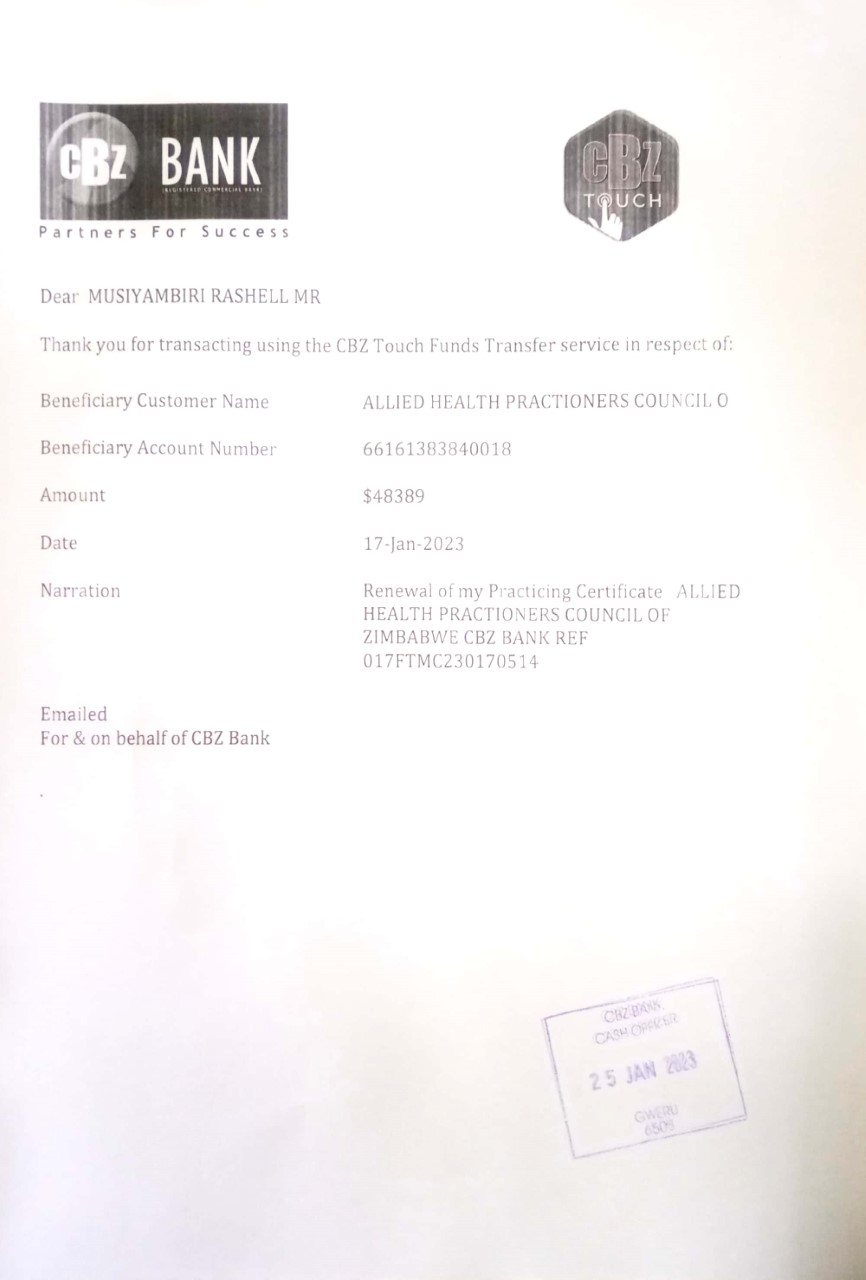 CBZ BANK
(REGISTERED COMMERCIAL BANK)
Partners For Success
CBZ
TOUCH
Dear MUSIYAMBIRI RASHELL MR
Thank you for transacting using the CBZ Touch Funds Transfer service in respect of:
Beneficiary Customer Name ALLIED HEALTH PRACTIONERS COUNCIL O
Beneficiary Account Number 66161383840018
Amount $48389
Date 17-Jan-2023
Narration Renewal of my Practicing Certificate ALLIED
HEALTH PRACTIONERS COUNCIL OF
ZIMBABWE CBZ BANK REF
017FTMC230170514
Emailed
For & on behalf of CBZ Bank
CBZ BANK
CASH OFFICER
25 JAN 2023
GWERU